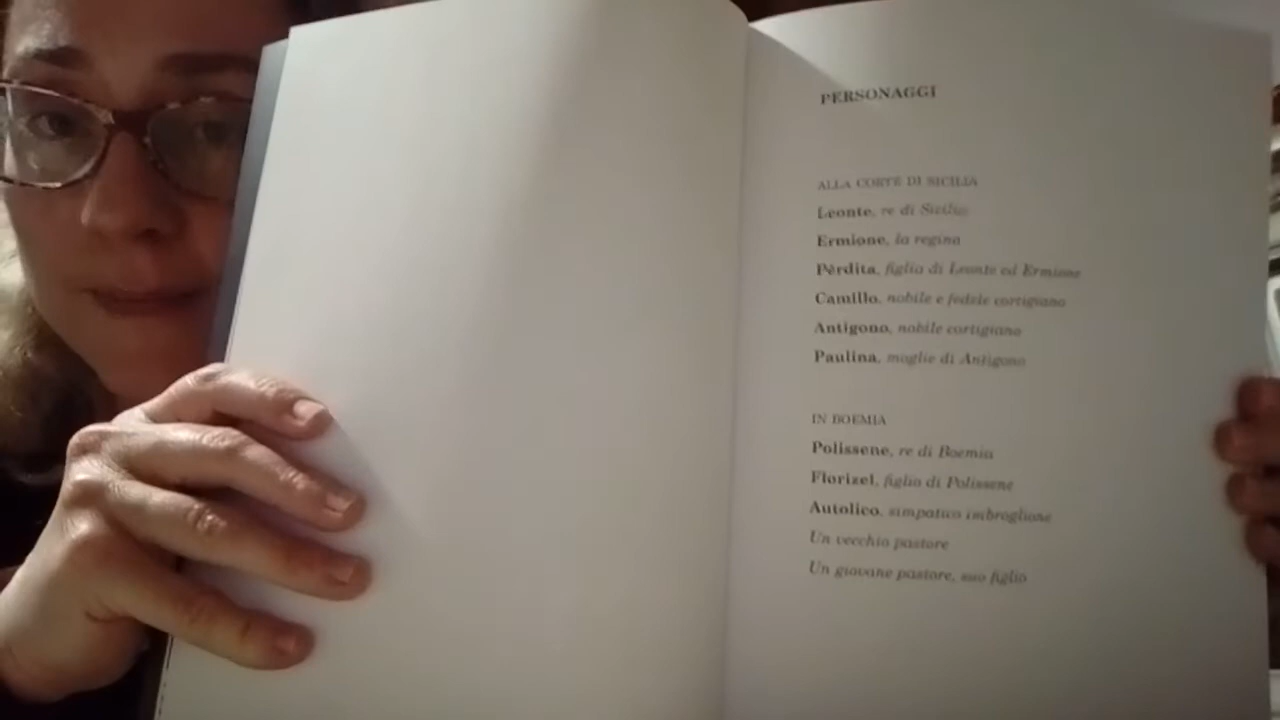 PERSONAGGI
ALLA CORTE DI SICILIA
Leonte, re di Sicilia
Ermione, la regina
Pèrdita, figlia di Leonte ed Ermione
Camillo, nobile e fedele cortigiano
Antigono, nobile cortigiano
Paulina, moglie di Antigono
IN BOEMIA
Polissene, re di Boemia
Florizel, figlio di Polissene
Autolico, simpatico imbroglione
Un vecchio pastore
Un giovane pastore, suo figlio